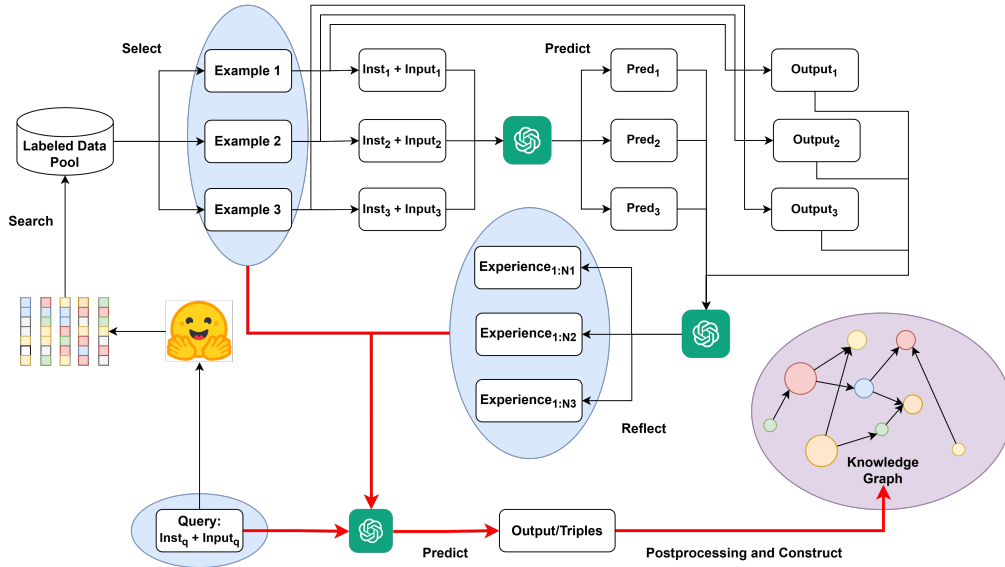 Select
Predict
Example 1
Inst₁ + Input₁
Pred₁
Output₁
Labeled Data
Pool
Example 2
Inst₂ + Input₂
Pred₂
Output₂
Example 3
Inst₃ + Input₃
Pred₃
Output₃
Search
Experience₁:N1
Experience₁:N2
Experience₁:N3
Reflect
Knowledge
Graph
Query:
Inst_q + Input_q
Output/Triples
Predict
Postprocessing and Construct